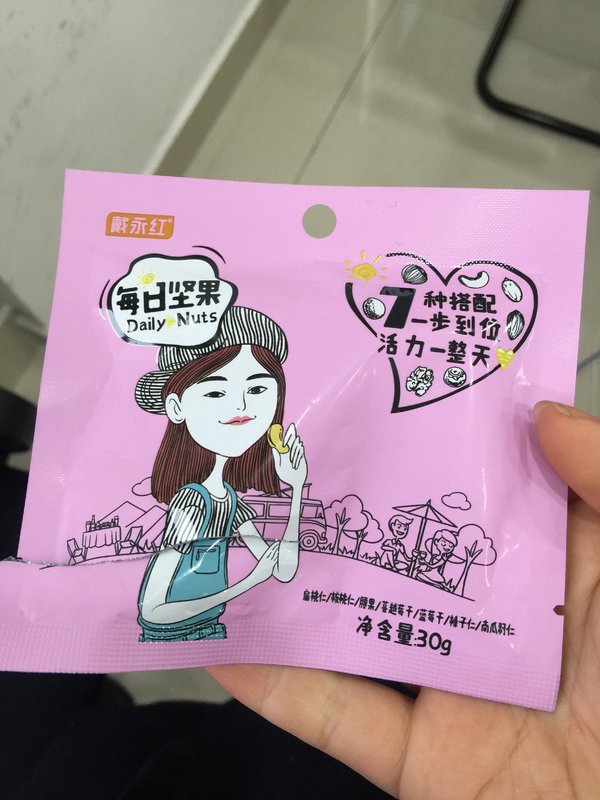 戴永红®
每日坚果
Daily Nuts
7种搭配
一步到位
活力一整天
扁桃仁/核桃仁/腰果/蔓越莓干/蓝莓干/榛子仁/南瓜籽仁
净含量:30g